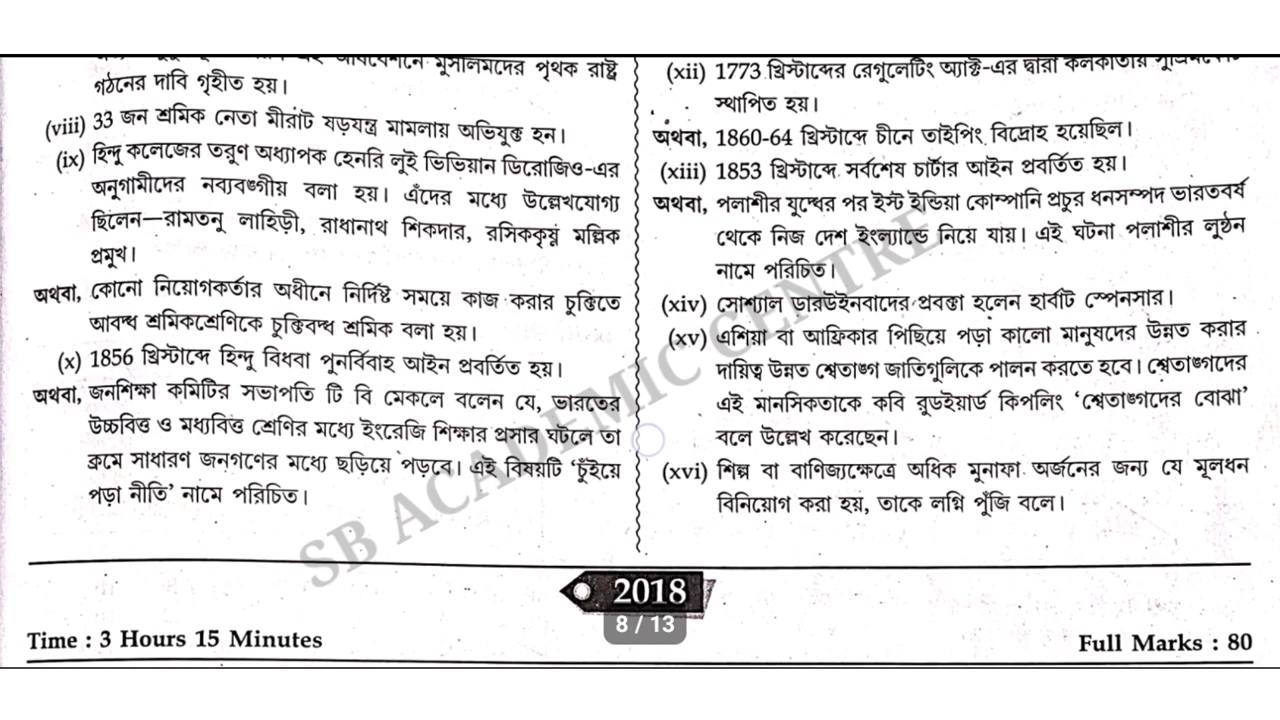 মুসলিমদের পৃথক রাষ্ট্র
গঠনের দাবি গৃহীত হয়।
(viii) 33 জন শ্রমিক নেতা মীরাট ষড়যন্ত্র মামলায় অভিযুক্ত হন।
(ix) হিন্দু কলেজের তরুণ অধ্যাপক হেনরি লুই ভিভিয়ান ডিরোজিও-এর
অনুগামীদের নব্যবঙ্গীয় বলা হয়। এঁদের মধ্যে উল্লেখযোগ্য
ছিলেন—রামতনু লাহিড়ী, রাধানাথ শিকদার, রসিককৃষ্ণ মল্লিক
প্রমুখ।
অথবা, কোনো নিয়োগকর্তার অধীনে নির্দিষ্ট সময়ে কাজ করার চুক্তিতে
আবদ্ধ শ্রমিকশ্রেণিকে চুক্তিবদ্ধ শ্রমিক বলা হয়।
(x) 1856 খ্রিস্টাব্দে হিন্দু বিধবা পুনর্বিবাহ আইন প্রবর্তিত হয়।
অথবা, জনশিক্ষা কমিটির সভাপতি টি বি মেকলে বলেন যে, ভারতের
উচ্চবিত্ত ও মধ্যবিত্ত শ্রেণির মধ্যে ইংরেজি শিক্ষার প্রসার ঘটলে তা
ক্রমে সাধারণ জনগণের মধ্যে ছড়িয়ে পড়বে। এই বিষয়টি ‘চুঁইয়ে
পড়া নীতি’ নামে পরিচিত।
(xii) 1773 খ্রিস্টাব্দের রেগুলেটিং অ্যাক্ট-এর দ্বারা কলকাতায়
স্থাপিত হয়।
অথবা, 1860-64 খ্রিস্টাব্দে চীনে তাইপিং বিদ্রোহ হয়েছিল।
(xiii) 1853 খ্রিস্টাব্দে সর্বশেষ চার্টার আইন প্রবর্তিত হয়।
অথবা, পলাশীর যুদ্ধের পর ইস্ট ইন্ডিয়া কোম্পানি প্রচুর ধনসম্পদ ভারতবর্ষ
থেকে নিজ দেশ ইংল্যান্ডে নিয়ে যায়। এই ঘটনা পলাশীর লুণ্ঠন
নামে পরিচিত।
(xiv) সোশ্যাল ডারউইনবাদের প্রবক্তা হলেন হার্বাট স্পেনসার।
(xv) এশিয়া বা আফ্রিকার পিছিয়ে পড়া কালো মানুষদের উন্নত করার
দায়িত্ব উন্নত শ্বেতাঙ্গ জাতিগুলিকে পালন করতে হবে। শ্বেতাঙ্গদের
এই মানসিকতাকে কবি রুডইয়ার্ড কিপলিং ‘শ্বেতাঙ্গদের বোঝা’
বলে উল্লেখ করেছেন।
(xvi) শিল্প বা বাণিজ্যক্ষেত্রে অধিক মুনাফা অর্জনের জন্য যে মূলধন
বিনিয়োগ করা হয়, তাকে লগ্নি পুঁজি বলে।
SB ACADEMIC CENTRE
2018
8 / 13
Time : 3 Hours 15 Minutes
Full Marks : 80